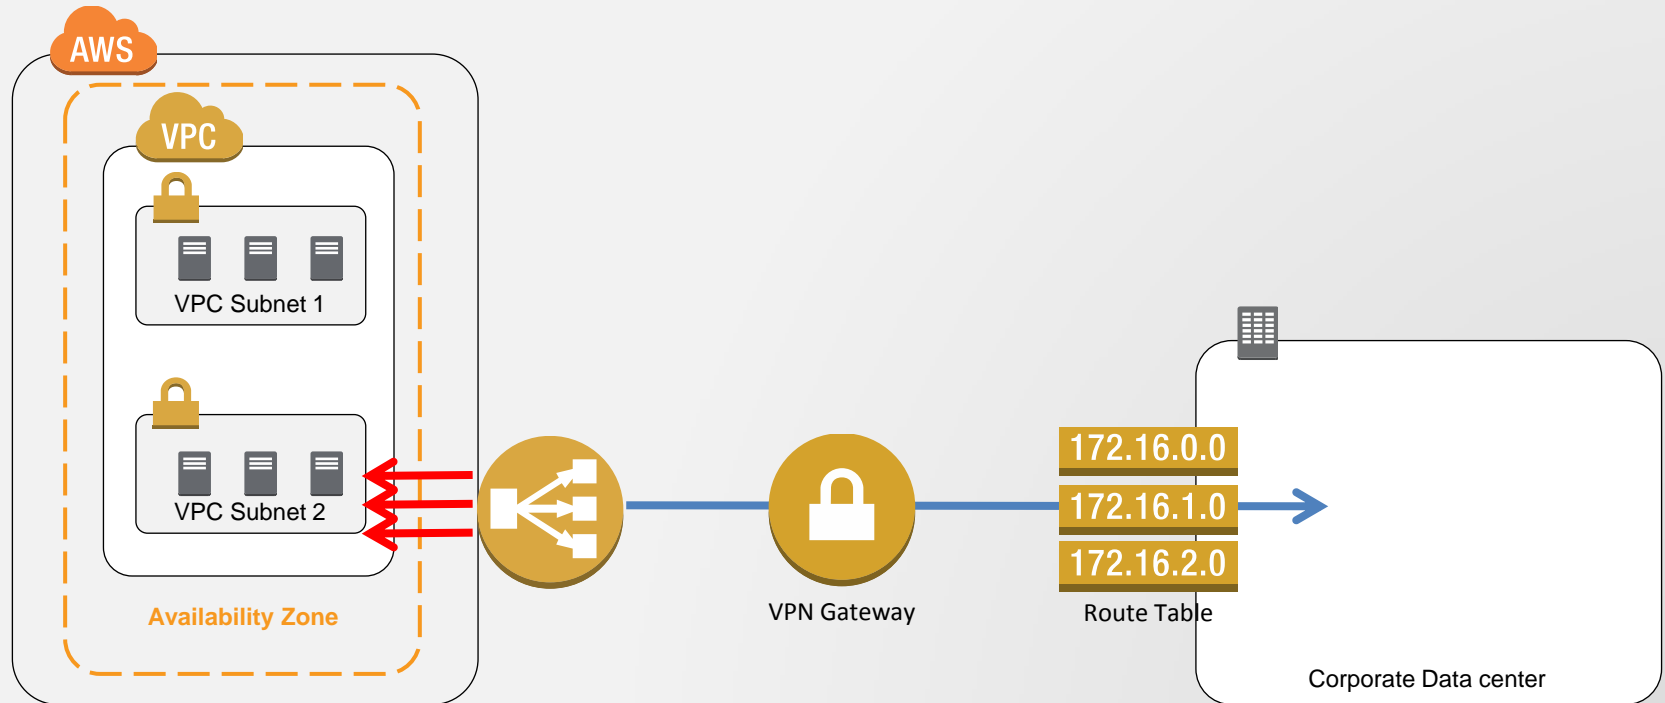 AWS
VPC
VPC Subnet 1
VPC Subnet 2
Availability Zone
VPN Gateway
172.16.0.0
172.16.1.0
172.16.2.0
Route Table
Corporate Data center